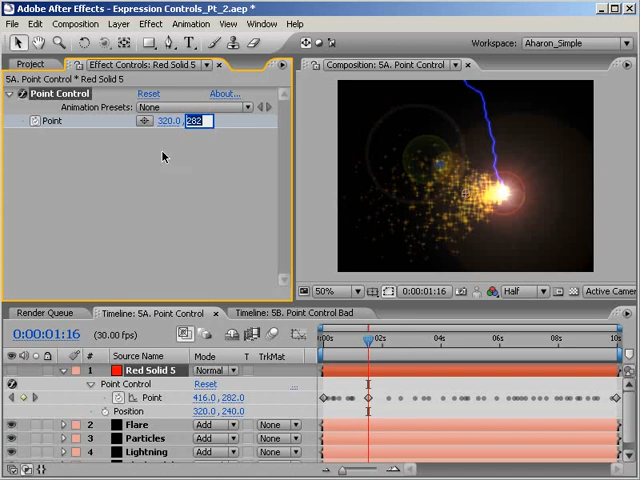 Adobe After Effects - Expression Controls_Pt_2.aep *
File Edit Composition Layer Effect Animation View Window Help
Workspace: Aharon_Simple
Project Effect Controls: Red Solid 5 Composition: 5A. Point Control
5A. Point Control * Red Solid 5
Point Control Reset About...
Animation Presets: None
Point 320.0, 282
50% 0:00:01:16 Half Active Camer
Render Queue Timeline: 5A. Point Control Timeline: 5B. Point Control Bad
0:00:01:16 (30.00 fps)
:00s 02s 04s 06s 08s 10s
# Source Name Mode T TrkMat
1 Red Solid 5 Normal
Point Control Reset ...
Point 416.0, 282.0
Position 320.0, 240.0
2 Flare Add None
3 Particles Add None
4 Lightning Add None